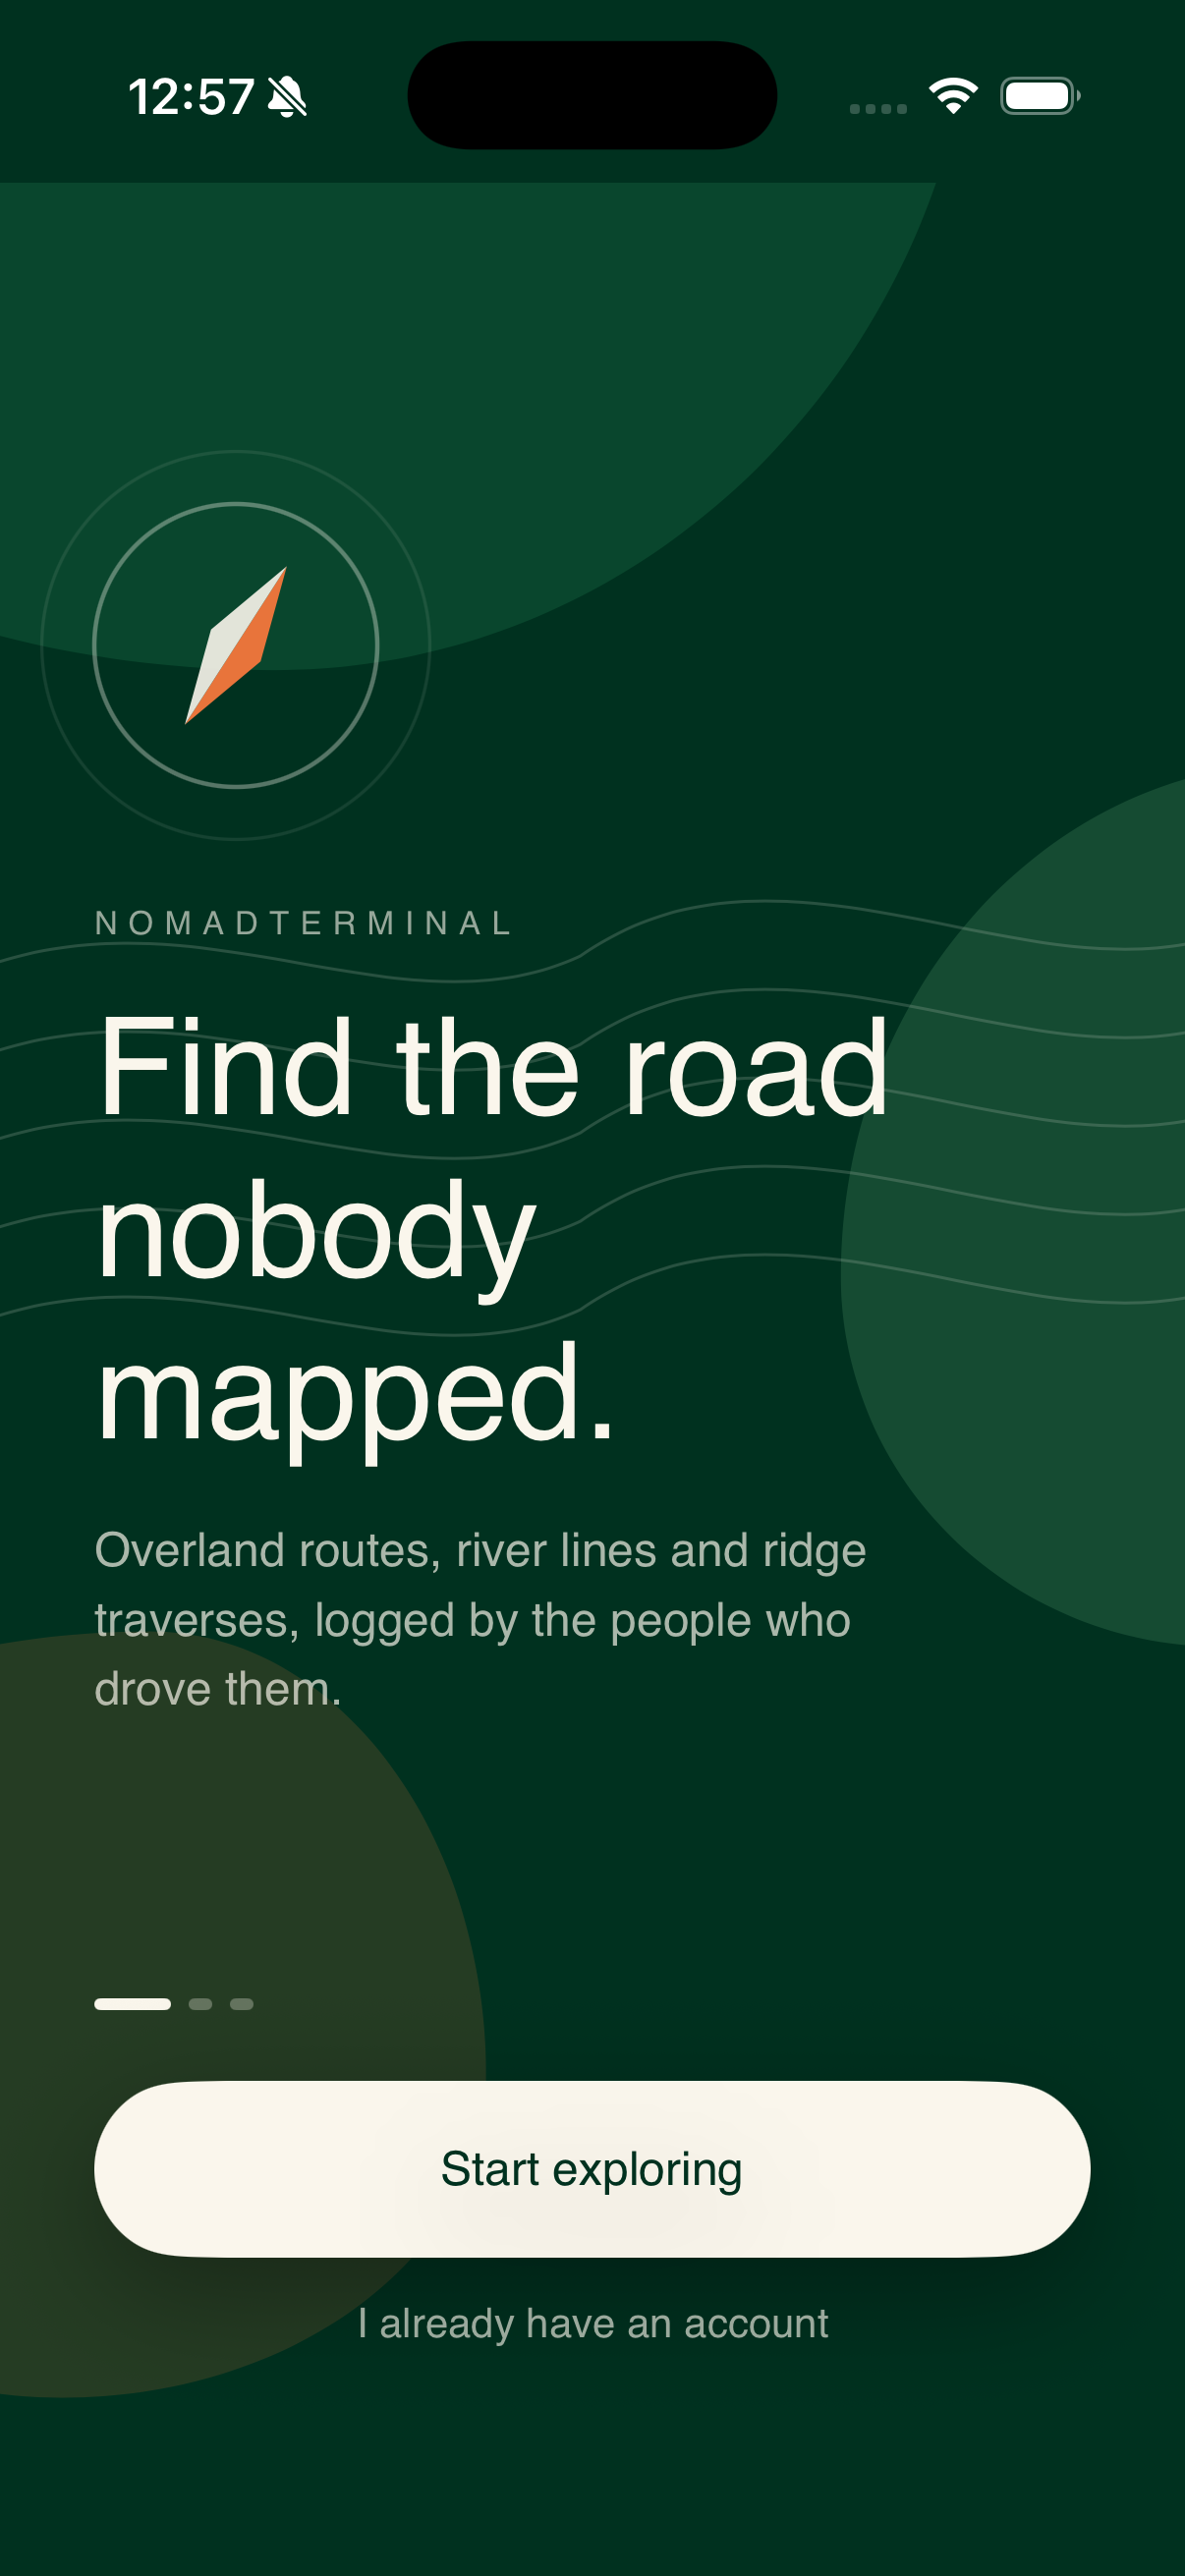 12:57
NOMADTERMINAL
Find the road
nobody
mapped.
Overland routes, river lines and ridge
traverses, logged by the people who
drove them.
Start exploring
I already have an account